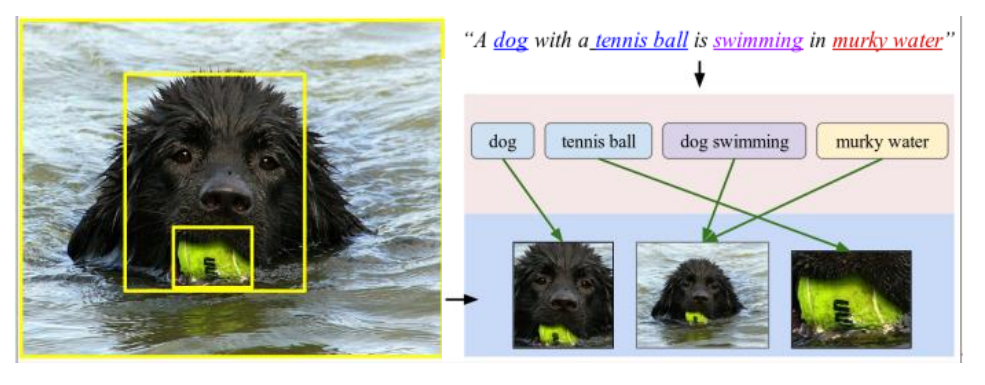 "A dog with a tennis ball is swimming in murky water"
dog
tennis ball
dog swimming
murky water